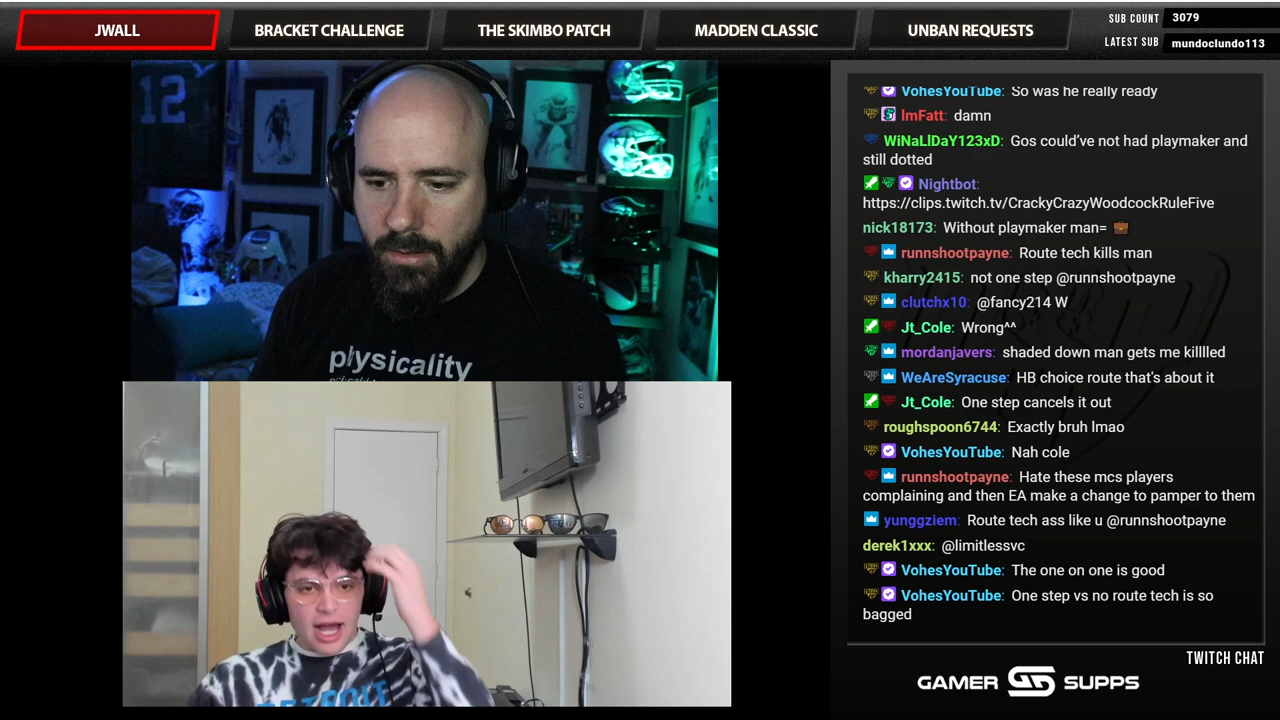 JWALL
BRACKET CHALLENGE
THE SKIMBO PATCH
MADDEN CLASSIC
UNBAN REQUESTS
SUB COUNT 3079
LATEST SUB mundoclundo113
12
physicality
DETROIT
VohesYouTube: So was he really ready
ImFatt: damn
WiNaLlDaY123xD: Gos could've not had playmaker and
still dotted
Nightbot:
https://clips.twitch.tv/CrackyCrazyWoodcockRuleFive
nick18173: Without playmaker man= 💼
runnshootpayne: Route tech kills man
kharry2415: not one step @runnshootpayne
clutchx10: @fancy214 W
Jt_Cole: Wrong^^
mordanjavers: shaded down man gets me killlled
WeAreSyracuse: HB choice route that's about it
Jt_Cole: One step cancels it out
roughspoon6744: Exactly bruh lmao
VohesYouTube: Nah cole
runnshootpayne: Hate these mcs players
complaining and then EA make a change to pamper to them
yunggziem: Route tech ass like u @runnshootpayne
derek1xxx: @limitlessvc
VohesYouTube: The one on one is good
VohesYouTube: One step vs no route tech is so
bagged
TWITCH CHAT
GAMER GS SUPPS